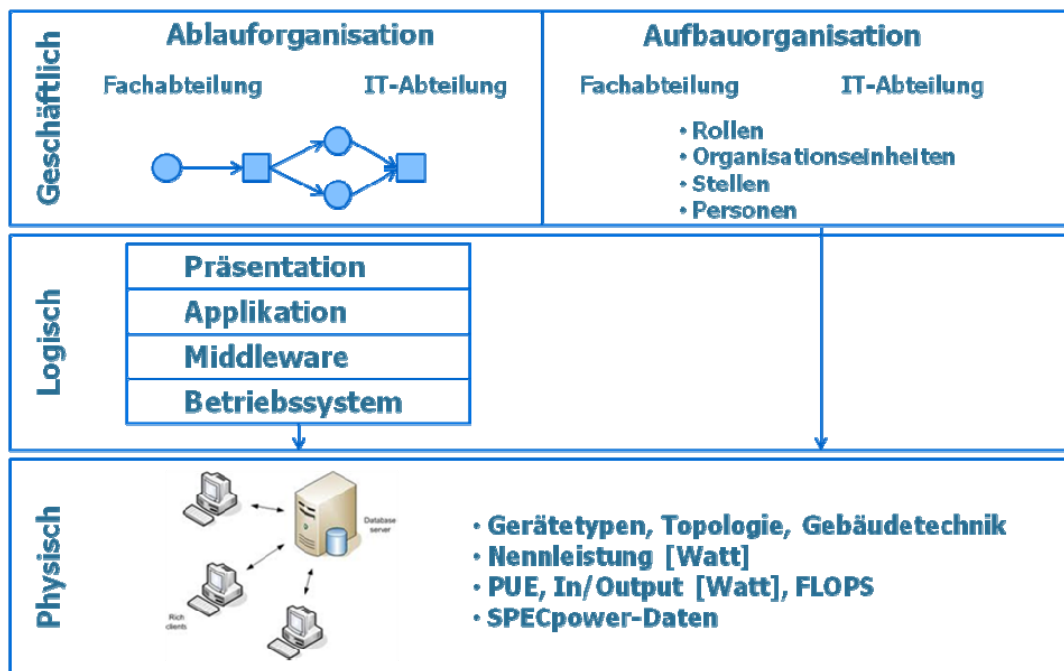 Geschäftlich
Ablauforganisation
Fachabteilung
IT-Abteilung
Aufbauorganisation
Fachabteilung
IT-Abteilung
• Rollen
• Organisationseinheiten
• Stellen
• Personen
Logisch
Präsentation
Applikation
Middleware
Betriebssystem
Physisch
Database
server
Rich
clients
• Gerätetypen, Topologie, Gebäudetechnik
• Nennleistung [Watt]
• PUE, In/Output [Watt], FLOPS
• SPECpower-Daten